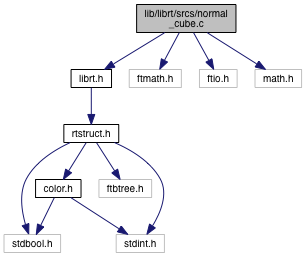 lib/librt/srcs/normal
_cube.c
librt.h
ftmath.h
ftio.h
math.h
rtstruct.h
color.h
ftbtree.h
stdbool.h
stdint.h